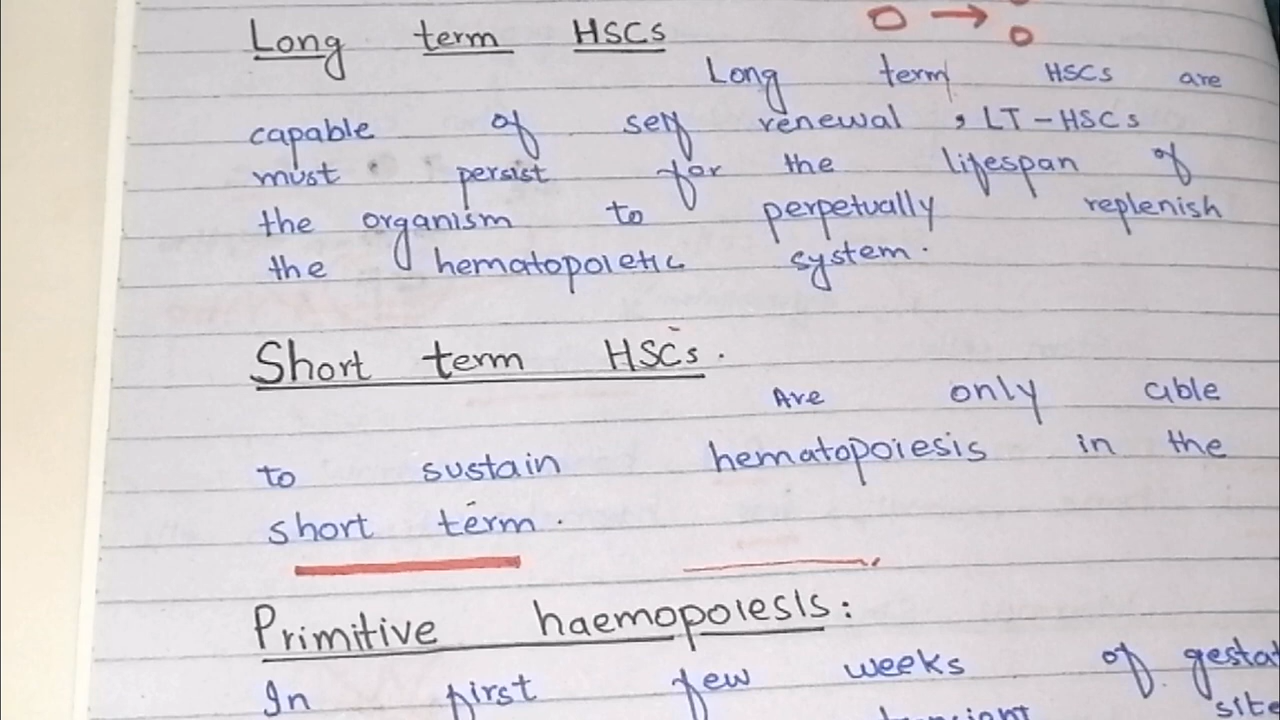 Long term HSCs
Long term HSCs are
capable of self renewal , LT-HSCs
must persist for the lifespan of
the organism to perpetually replenish
the hematopoietic system.
Short term HSCs.
Are only able
to sustain hematopoiesis in the
short term.
Primitive haemopoiesis:
In first few weeks of gestat
site